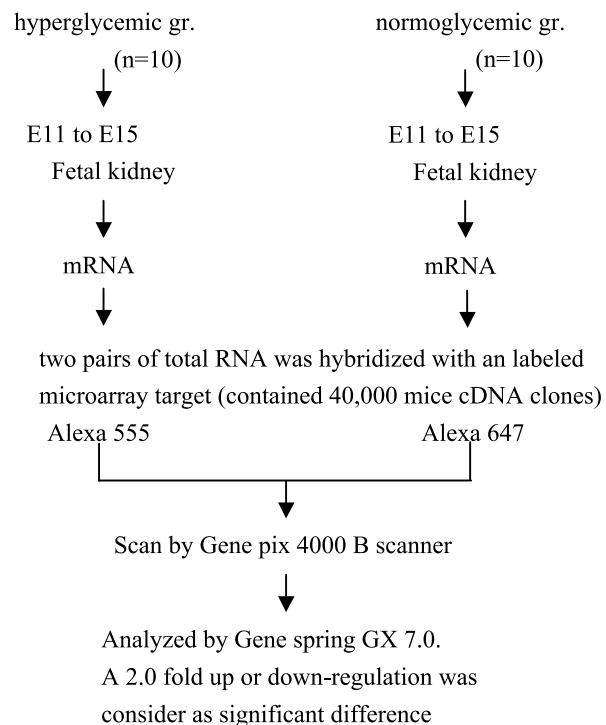 hyperglycemic gr.
(n=10)
normoglycemic gr.
(n=10)
E11 to E15
Fetal kidney
E11 to E15
Fetal kidney
mRNA
mRNA
two pairs of total RNA was hybridized with an labeled
microarray target (contained 40,000 mice cDNA clones)
Alexa 555
Alexa 647
Scan by Gene pix 4000 B scanner
Analyzed by Gene spring GX 7.0.
A 2.0 fold up or down-regulation was
consider as significant difference